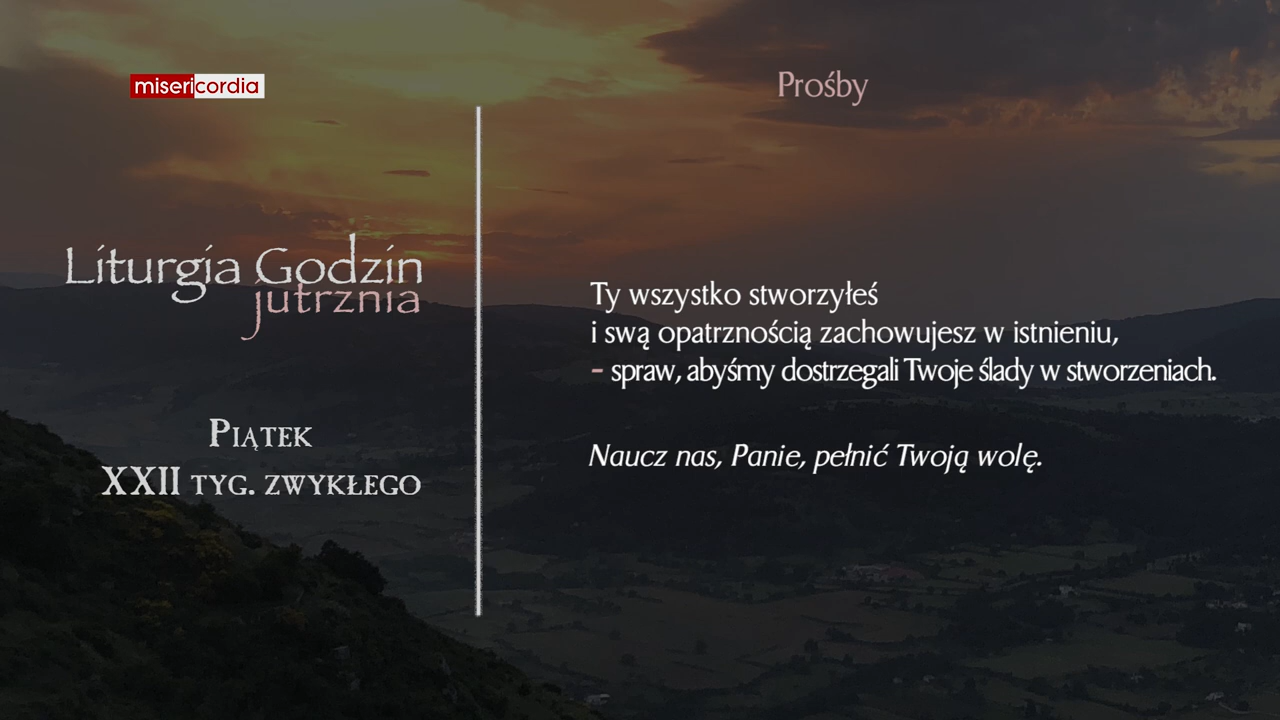 misericordia
Liturgia Godzin
jutrznia
Piątek
XXII tyg. zwykłego
Prośby
Ty wszystko stworzyłeś
i swą opatrznością zachowujesz w istnieniu,
- spraw, abyśmy dostrzegali Twoje ślady w stworzeniach.
Naucz nas, Panie, pełnić Twoją wolę.